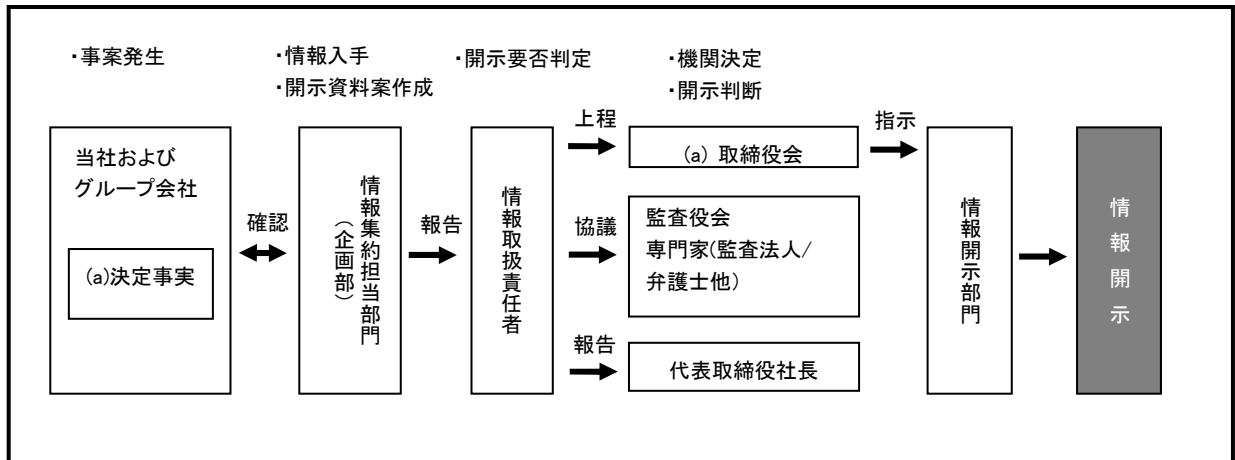 ・事案発生
・情報入手
・開示資料案作成
・開示要否判定
・機関決定
・開示判断
当社および
グループ会社
(a)決定事実
確認
情報集約担当部門
（企画部）
報告
情報取扱責任者
上程
(a) 取締役会
協議
監査役会
専門家(監査法人/
弁護士他)
報告
代表取締役社長
指示
情報開示部門
情報開示